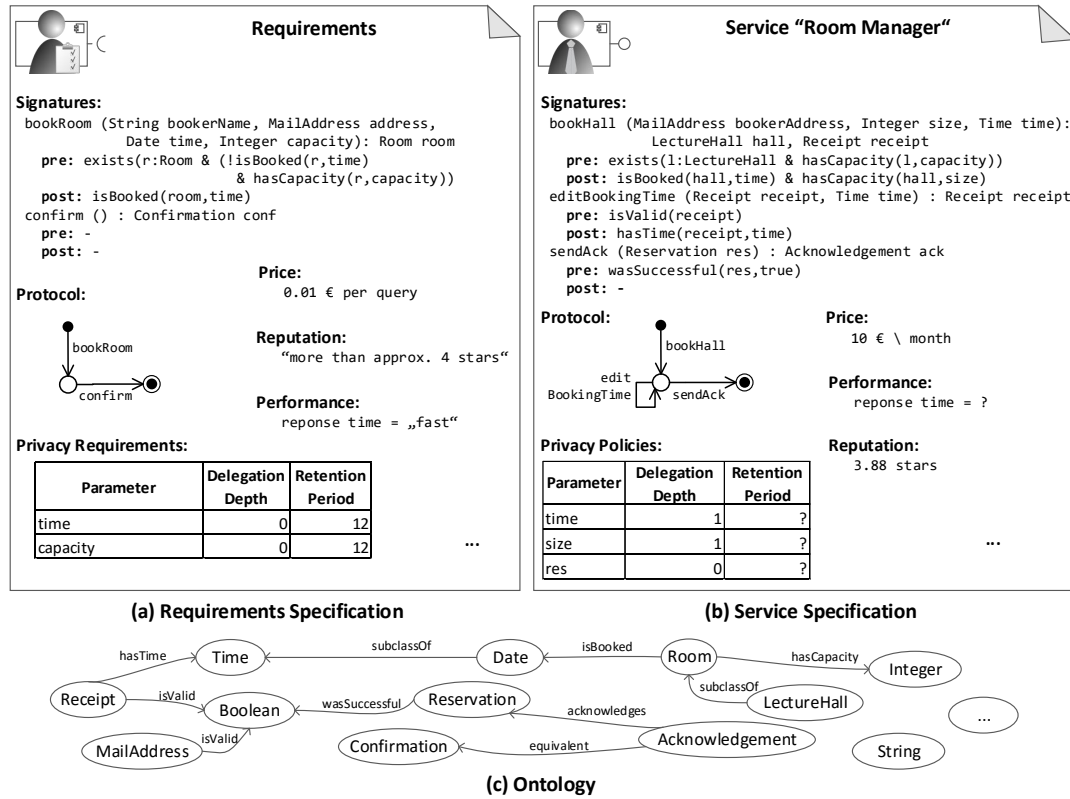 Requirements
Signatures:
bookRoom (String bookerName, MailAddress address,
Date time, Integer capacity): Room room
pre: exists(r:Room & (!isBooked(r,time)
& hasCapacity(r,capacity))
post: isBooked(room,time)
confirm () : Confirmation conf
pre: -
post: -
Price:
0.01 € per query
Protocol:
bookRoom
confirm
Reputation:
“more than approx. 4 stars“
Performance:
reponse time = „fast“
Privacy Requirements:
Parameter Delegation Depth Retention Period
time 0 12
capacity 0 12
...
(a) Requirements Specification
Service “Room Manager“
Signatures:
bookHall (MailAddress bookerAddress, Integer size, Time time):
LectureHall hall, Receipt receipt
pre: exists(l:LectureHall & hasCapacity(l,capacity))
post: isBooked(hall,time) & hasCapacity(hall,size)
editBookingTime (Receipt receipt, Time time) : Receipt receipt
pre: isValid(receipt)
post: hasTime(receipt,time)
sendAck (Reservation res) : Acknowledgement ack
pre: wasSuccessful(res,true)
post: -
Protocol:
bookHall
edit
BookingTime
sendAck
Price:
10 € \ month
Performance:
reponse time = ?
Reputation:
3.88 stars
Privacy Policies:
Parameter Delegation Depth Retention Period
time 1 ?
size 1 ?
res 0 ?
...
(b) Service Specification
hasTime
Time
subclassOf
Date
isBooked
Room
hasCapacity
Integer
Receipt
isValid
Boolean
wasSuccessful
Reservation
acknowledges
subclassOf
LectureHall
...
MailAddress
isValid
Confirmation
equivalent
Acknowledgement
String
(c) Ontology